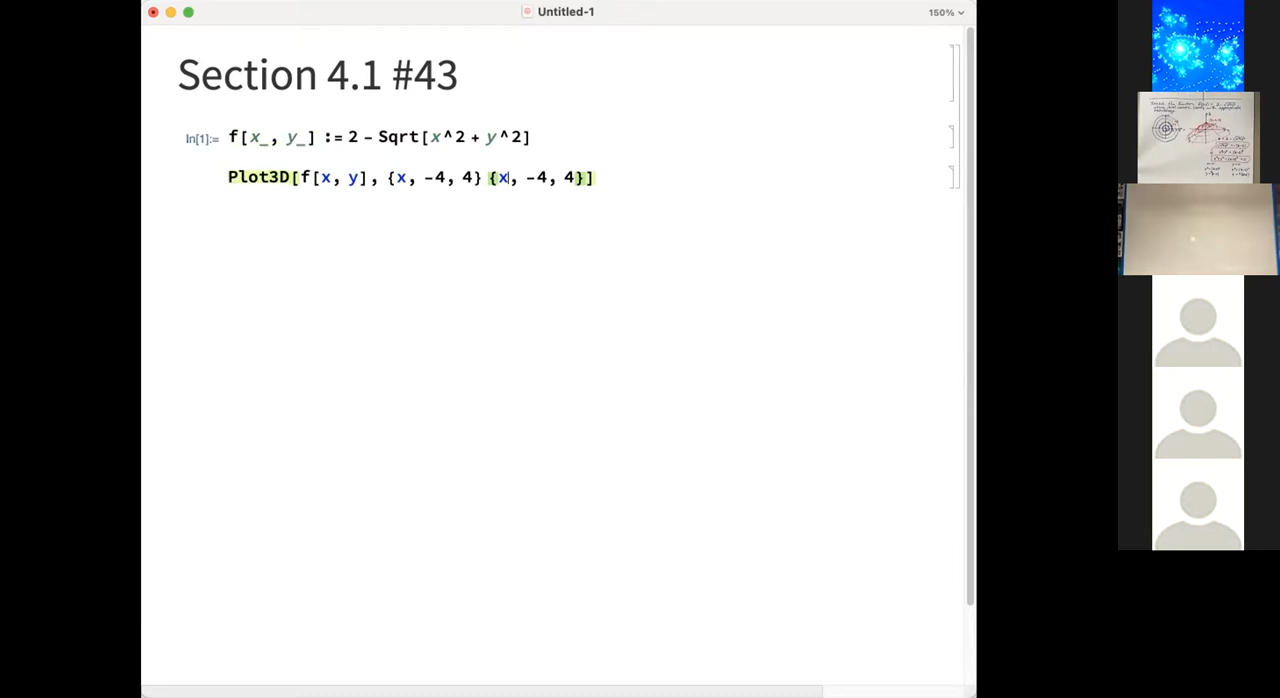 Untitled-1
150%
Section 4.1 #43
In[1]:= f[x_, y_] := 2 - Sqrt[x^2 + y^2]
Plot3D[f[x, y], {x, -4, 4} {x, -4, 4}]